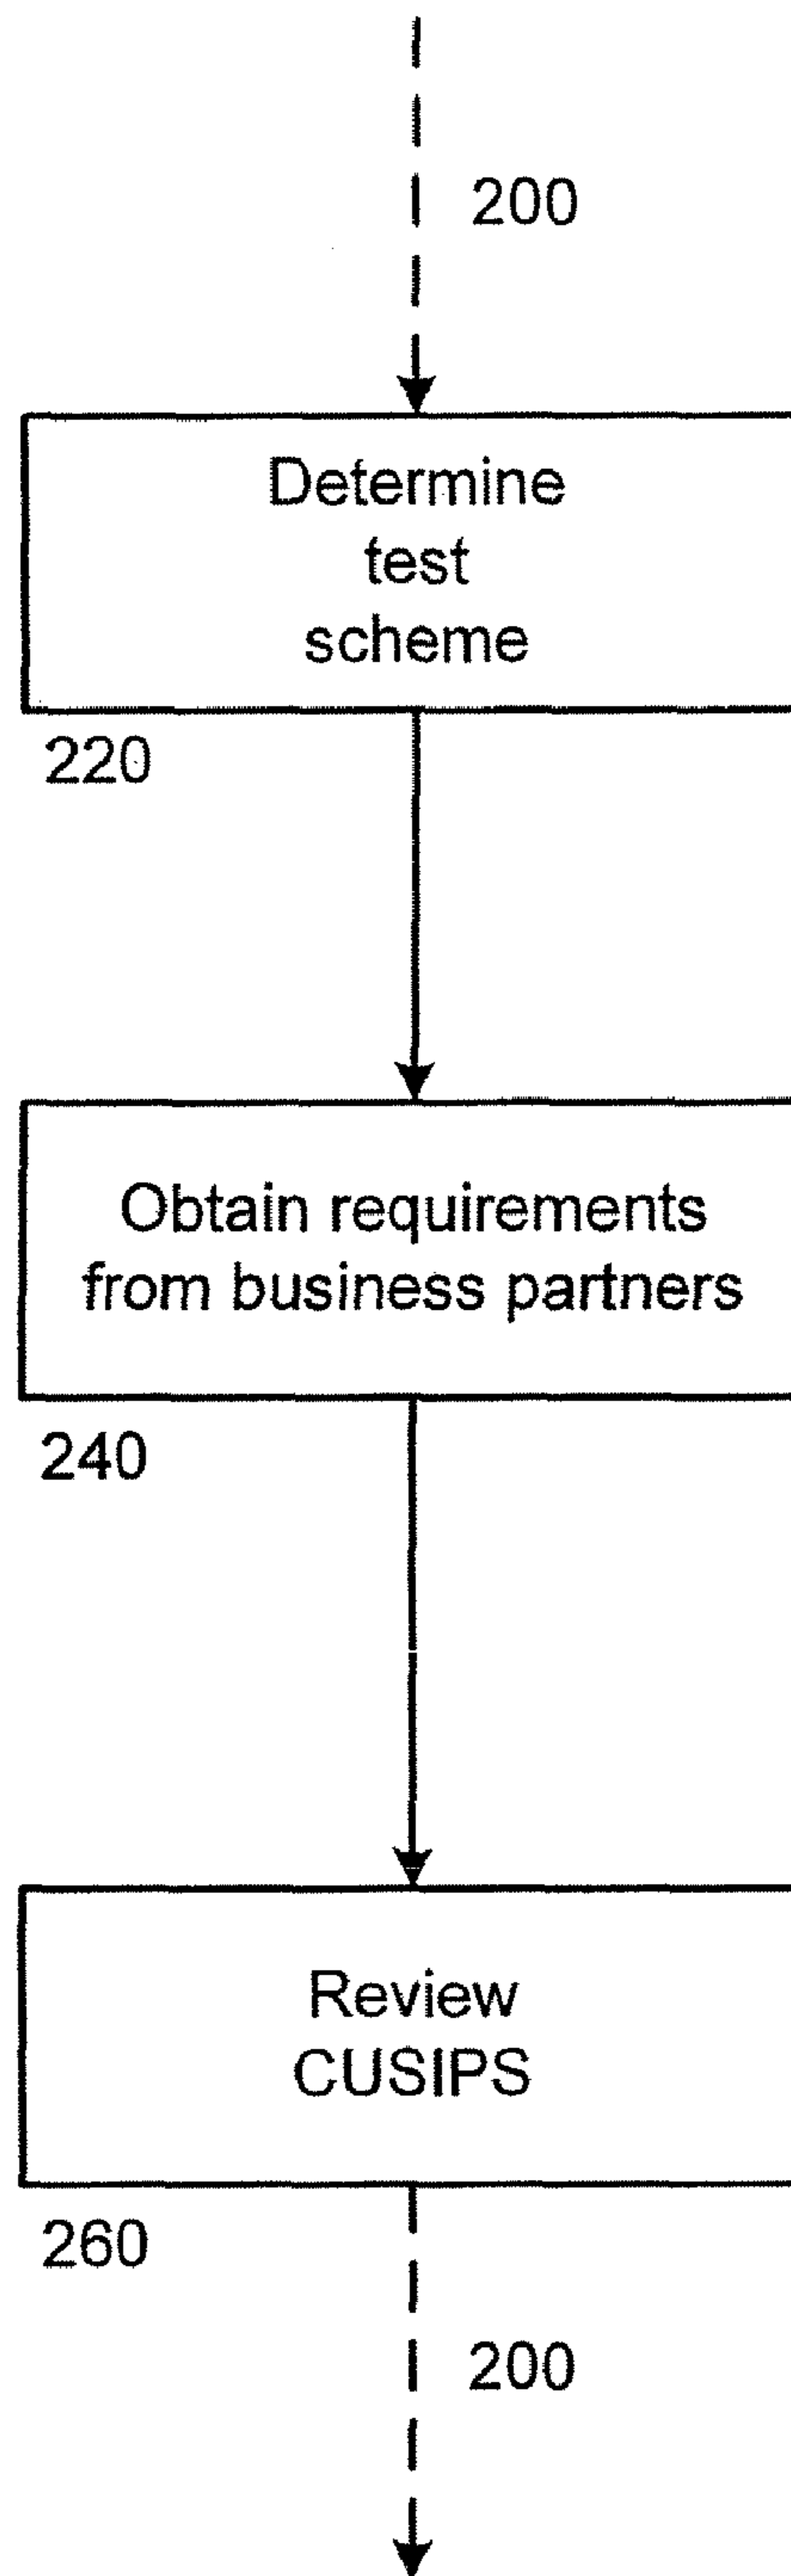 200
Determine
test
scheme
220
Obtain requirements
from business partners
240
Review
CUSIPS
260
200